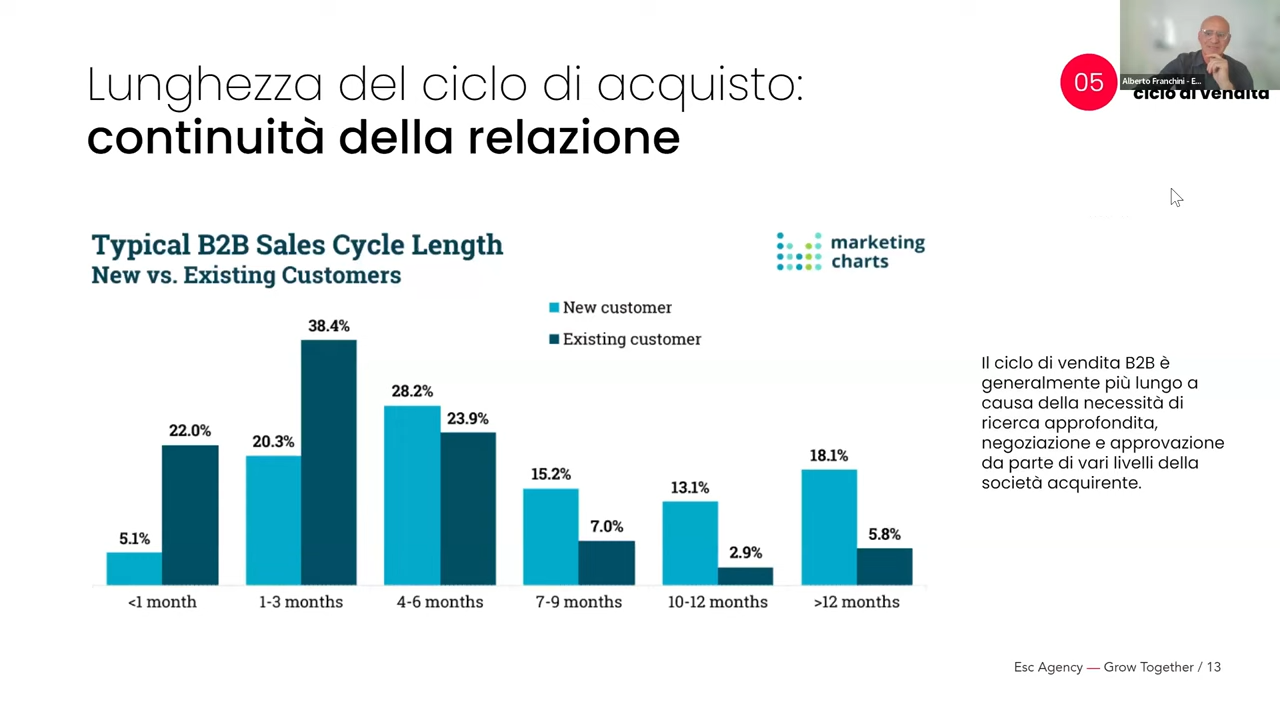 Lunghezza del ciclo di acquisto:
continuità della relazione
05
Alberto Franchini - E...
ciclo di vendita
Typical B2B Sales Cycle Length
New vs. Existing Customers
marketing
charts
New customer
Existing customer
5.1%
22.0%
20.3%
38.4%
28.2%
23.9%
15.2%
7.0%
13.1%
2.9%
18.1%
5.8%
<1 month
1-3 months
4-6 months
7-9 months
10-12 months
>12 months
Il ciclo di vendita B2B è
generalmente più lungo a
causa della necessità di
ricerca approfondita,
negoziazione e approvazione
da parte di vari livelli della
società acquirente.
Esc Agency — Grow Together / 13